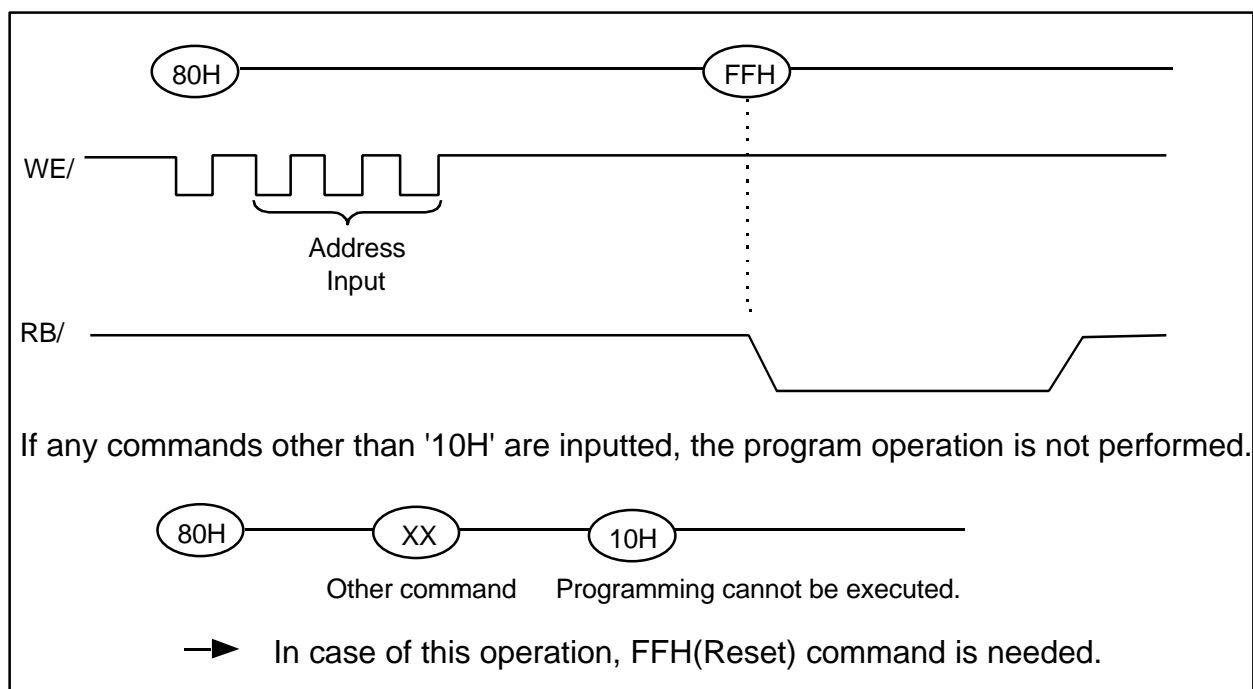 80H FFH
WE/
Address
Input
RB/
If any commands other than '10H' are inputted, the program operation is not performed.
80H XX 10H
Other command Programming cannot be executed.
In case of this operation, FFH(Reset) command is needed.